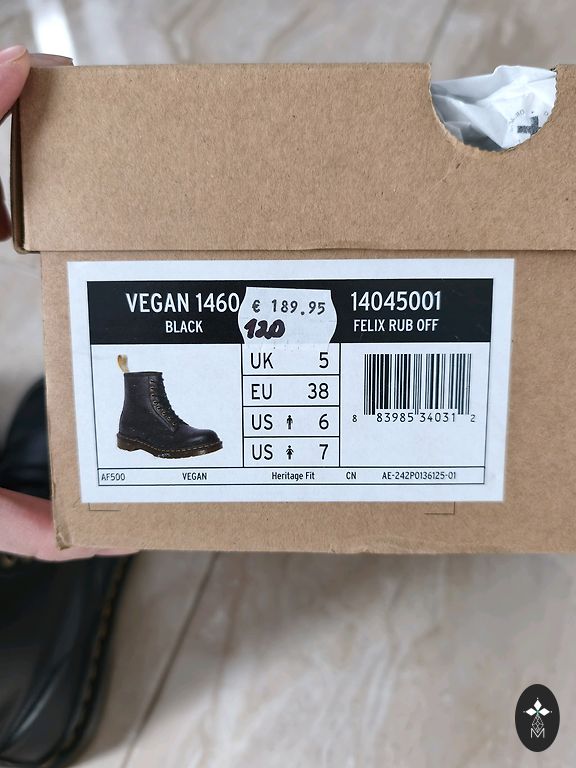 VEGAN 1460
BLACK
€ 189.95
120
14045001
FELIX RUB OFF
UK 5
EU 38
US 6
US 7
8 83985 34031 2
AF500 VEGAN Heritage Fit CN AE-242P0136125-01